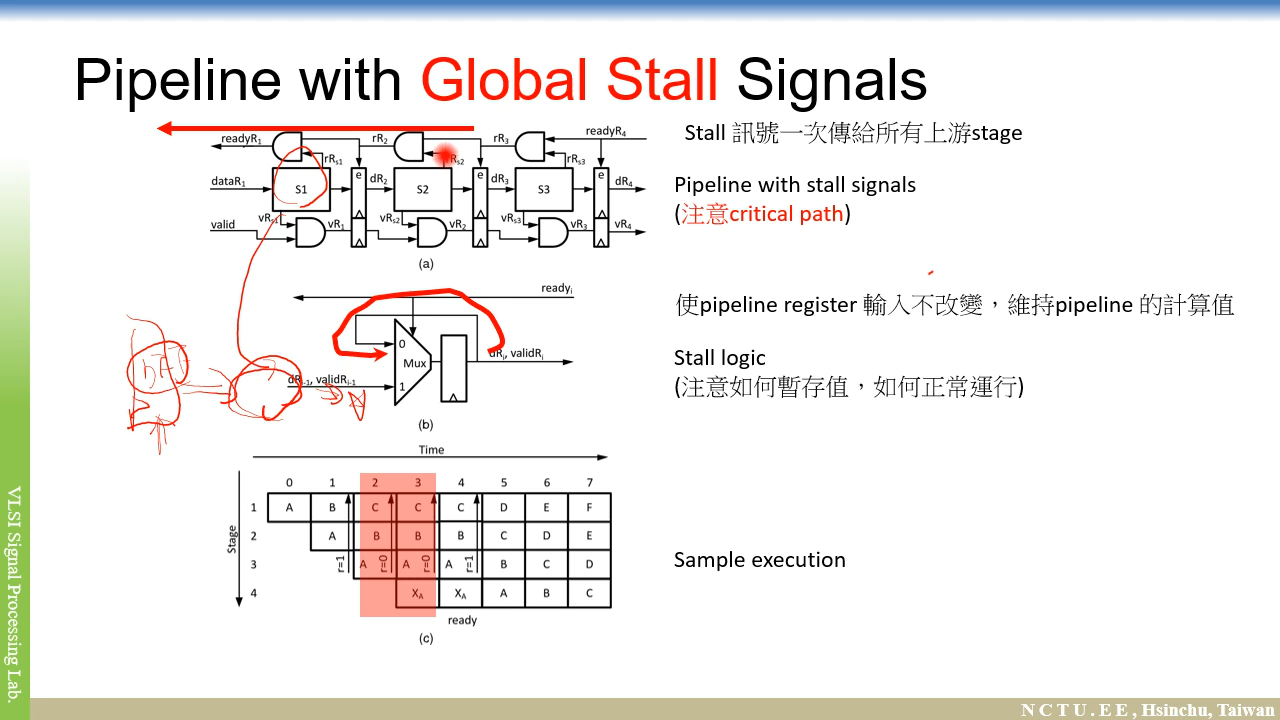 Pipeline with Global Stall Signals
readyR1 rR2 rR3 readyR4
rRs1 rRs2 rRs3
dataR1 S1 e dR2 S2 e dR3 S3 e dR4
vRs1 vRs2 vRs3
valid vR1 vR2 vR3 vR4
(a)
Stall 訊號一次傳給所有上游stage
Pipeline with stall signals
(注意critical path)
readyi
0
Mux
dRi, validRi
dRi-1, validRi-1
1
(b)
使pipeline register 輸入不改變，維持pipeline 的計算值
Stall logic
(注意如何暫存值，如何正常運行)
Time
0 1 2 3 4 5 6 7
Stage
1 A B C C C D E F
2 A B B B C D E
3 A A A B C D
4 XA XA A B C
r=1 r=0 r=0 r=1
ready
(c)
Sample execution
VLSI Signal Processing Lab.
N C T U . E E , Hsinchu, Taiwan